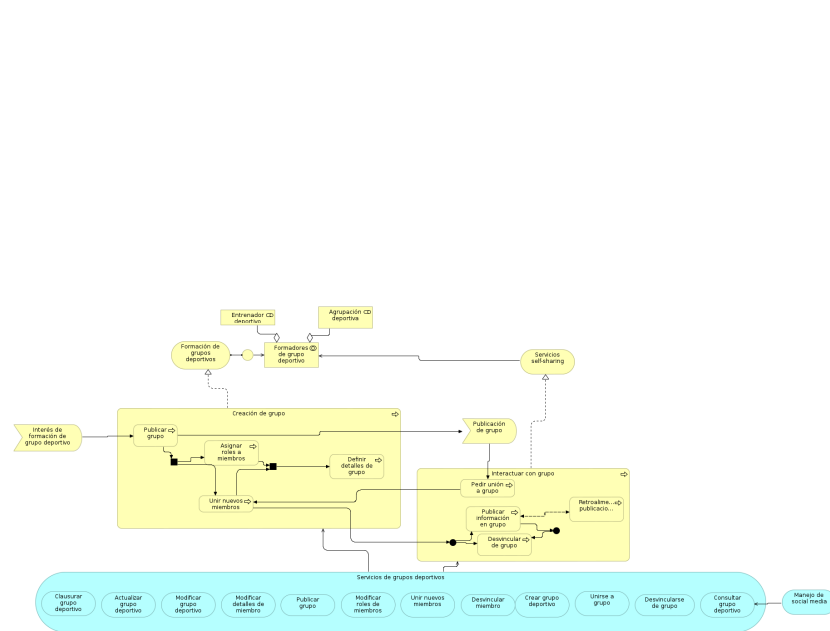 Entrenador
deportivo
Agrupación
deportiva
Formación de
grupos
deportivos
Formadores
de grupo
deportivo
Servicios
self-sharing
Creación de grupo
Interés de
formación de
grupo deportivo
Publicar
grupo
Asignar
roles a
miembros
Definir
detalles de
grupo
Unir nuevos
miembros
Publicación
de grupo
Interactuar con grupo
Pedir unión
a grupo
Publicar
información
en grupo
Retroalime...
publicacio...
Desvincular
de grupo
Servicios de grupos deportivos
Clausurar
grupo
deportivo
Actualizar
grupo
deportivo
Modificar
grupo
deportivo
Modificar
detalles de
miembro
Publicar
grupo
Modificar
roles de
miembros
Unir nuevos
miembros
Desvincular
miembro
Crear grupo
deportivo
Unirse a
grupo
Desvincularse
de grupo
Consultar
grupo
deportivo
Manejo de
social media